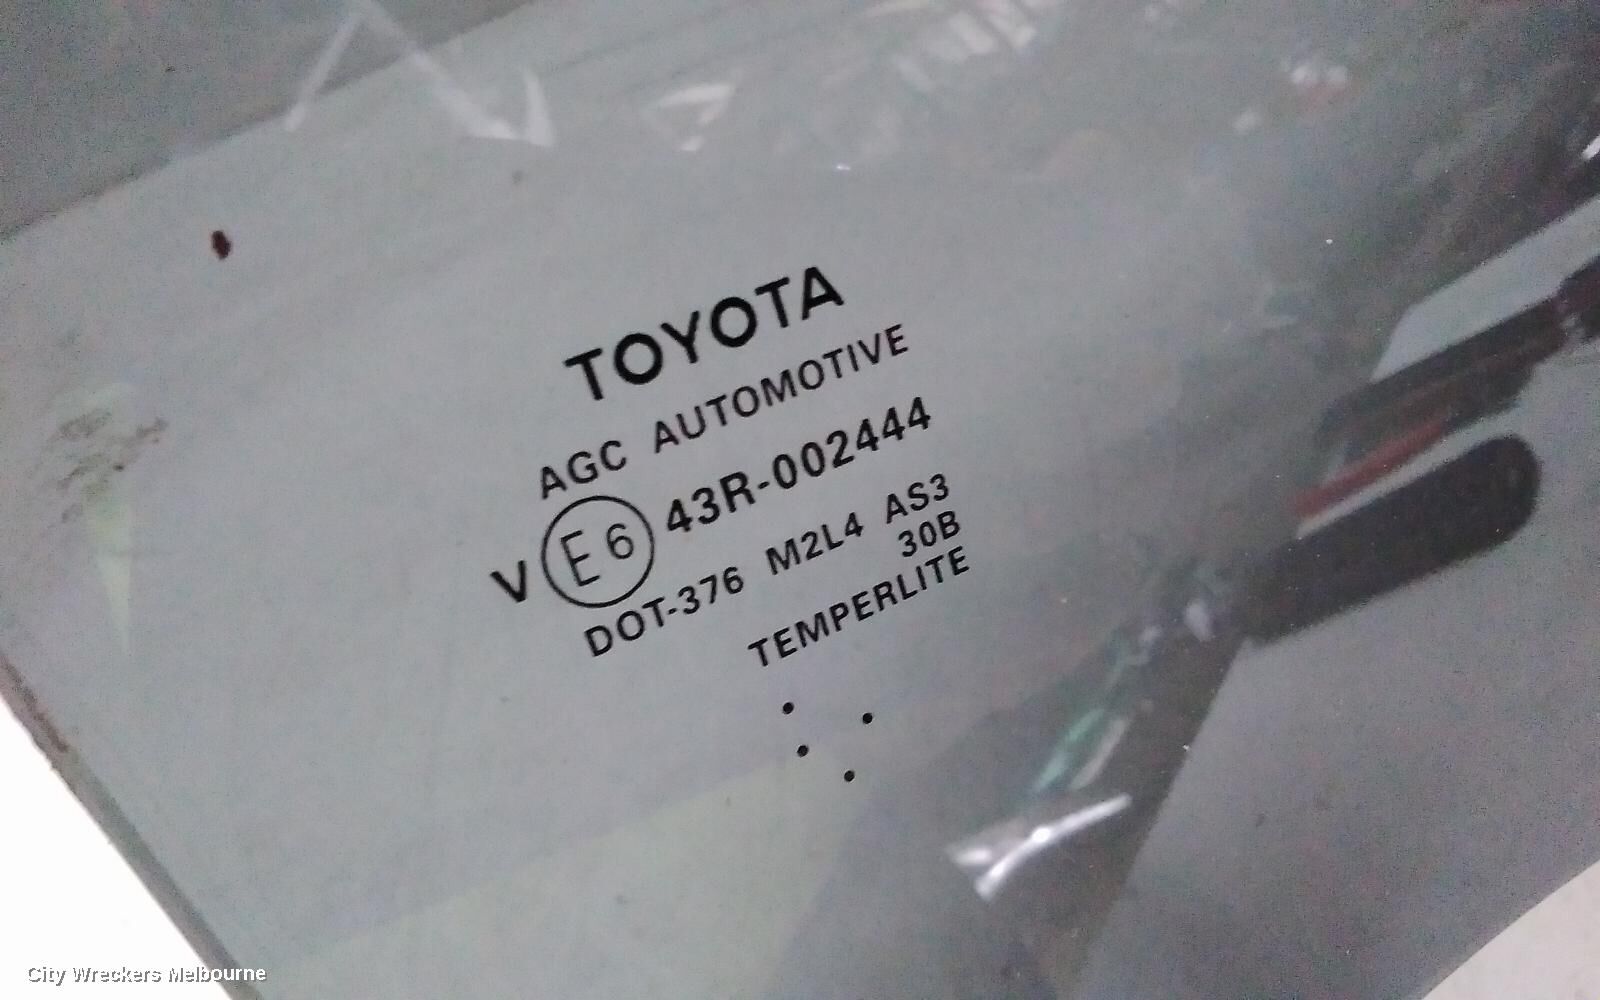 TOYOTA
AGC AUTOMOTIVE
V E6 43R-002444
DOT-376 M2L4 AS3
30B
TEMPERLITE
City Wreckers Melbourne